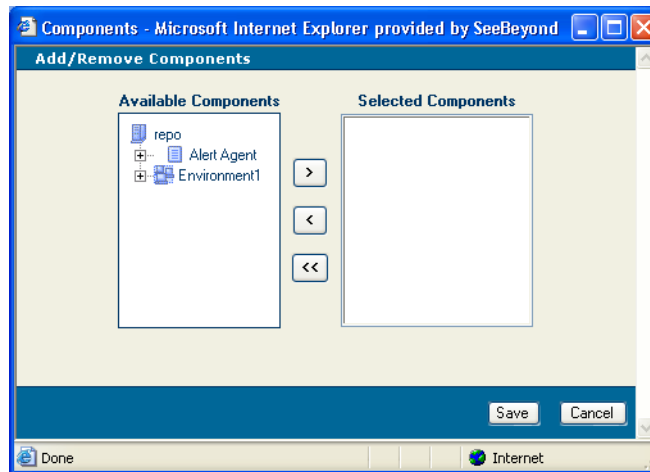 Components - Microsoft Internet Explorer provided by SeeBeyond
Add/Remove Components
Available Components
Selected Components
repo
Alert Agent
Environment1
>
<
<<
Save
Cancel
Done
Internet